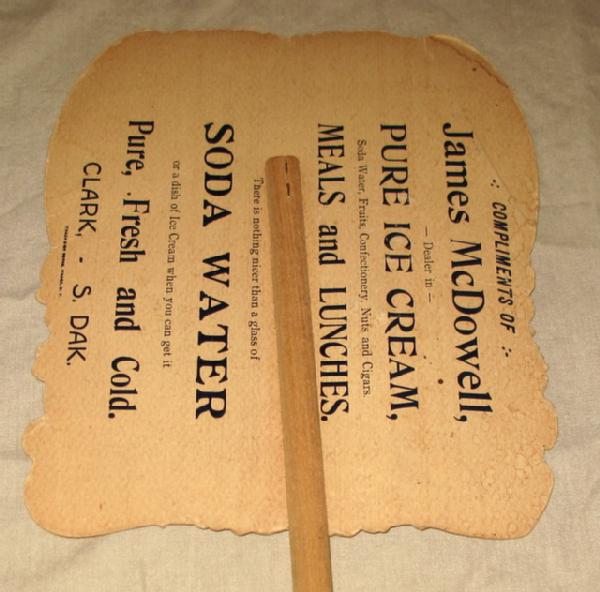 ∴ COMPLIMENTS OF ∴
James McDowell,
— Dealer in —
PURE ICE CREAM,
Soda Water, Fruits, Confectionery, Nuts and Cigars.
MEALS and LUNCHES.
There is nothing nicer than a glass of
SODA WATER
or a dish of Ice Cream when you can get it
Pure, Fresh and Cold.
CLARK, - S. DAK.